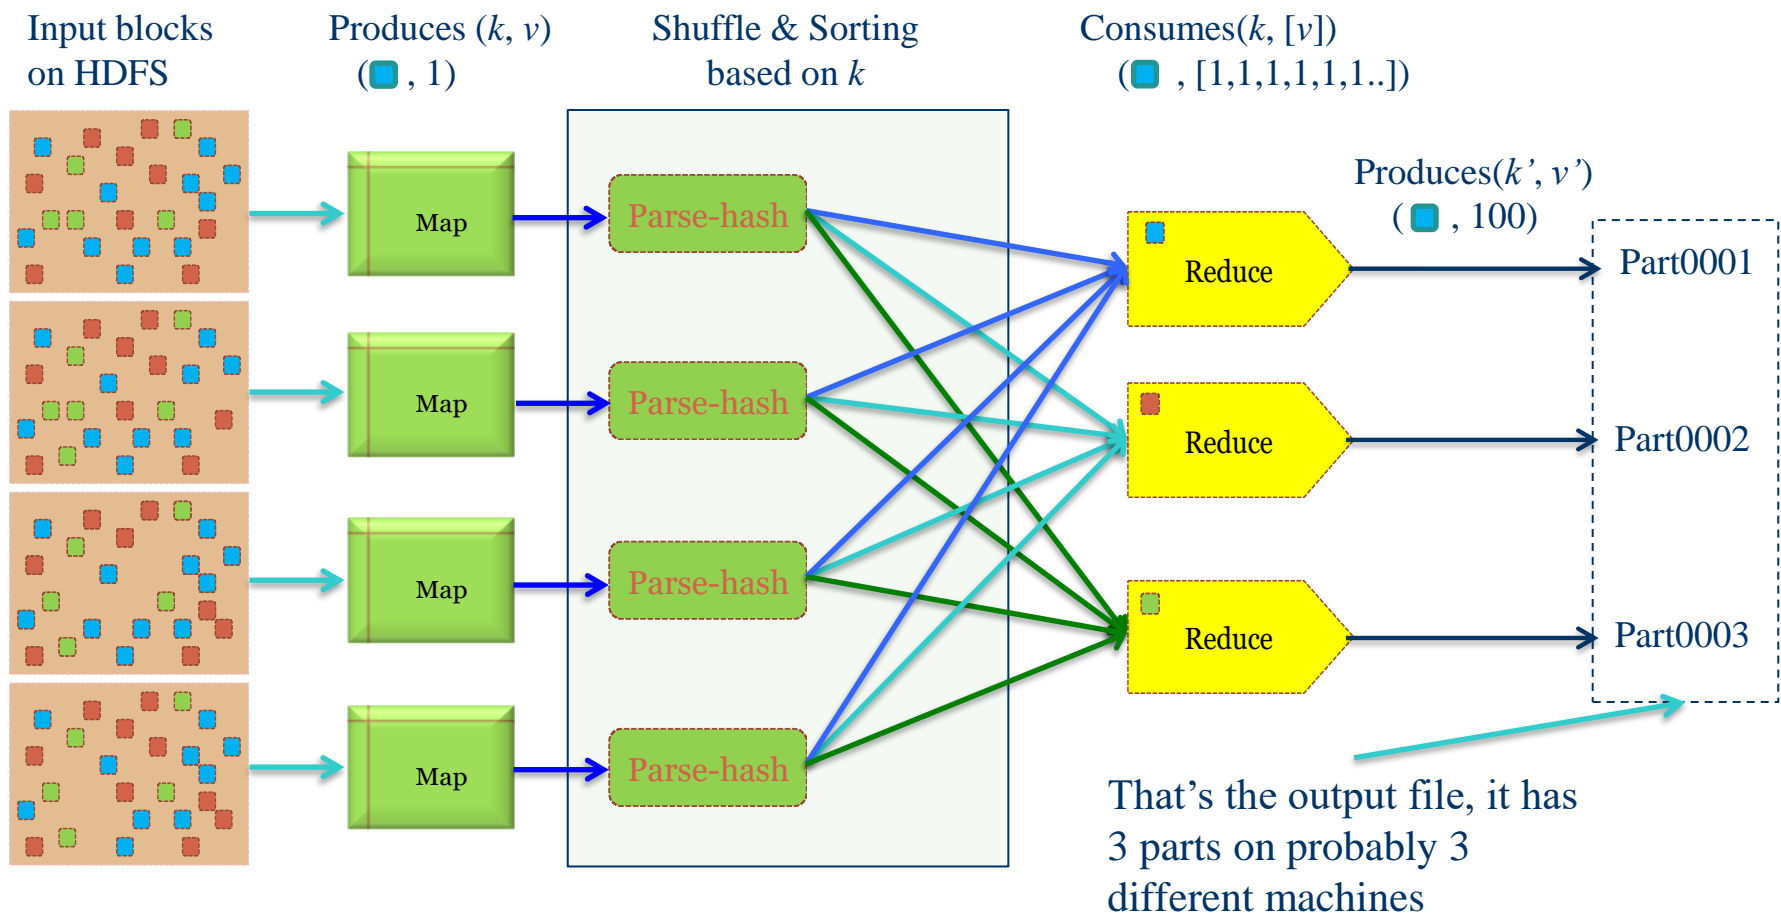 Input blocks
on HDFS
Produces (k, v)
( , 1)
Shuffle & Sorting
based on k
Consumes(k, [v])
( , [1,1,1,1,1,1..])
Produces(k’, v’)
( , 100)
Map
Parse-hash
Reduce
Part0001
Map
Parse-hash
Reduce
Part0002
Map
Parse-hash
Reduce
Part0003
Map
Parse-hash
That’s the output file, it has
3 parts on probably 3
different machines